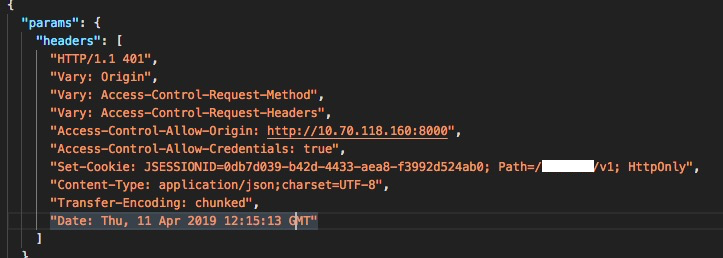 {
"params": {
"headers": [
"HTTP/1.1 401",
"Vary: Origin",
"Vary: Access-Control-Request-Method",
"Vary: Access-Control-Request-Headers",
"Access-Control-Allow-Origin: http://10.70.118.160:8000",
"Access-Control-Allow-Credentials: true",
"Set-Cookie: JSESSIONID=0db7d039-b42d-4433-aea8-f3992d524ab0; Path=/ /v1; HttpOnly",
"Content-Type: application/json;charset=UTF-8",
"Transfer-Encoding: chunked",
"Date: Thu, 11 Apr 2019 12:15:13 GMT"
]
}